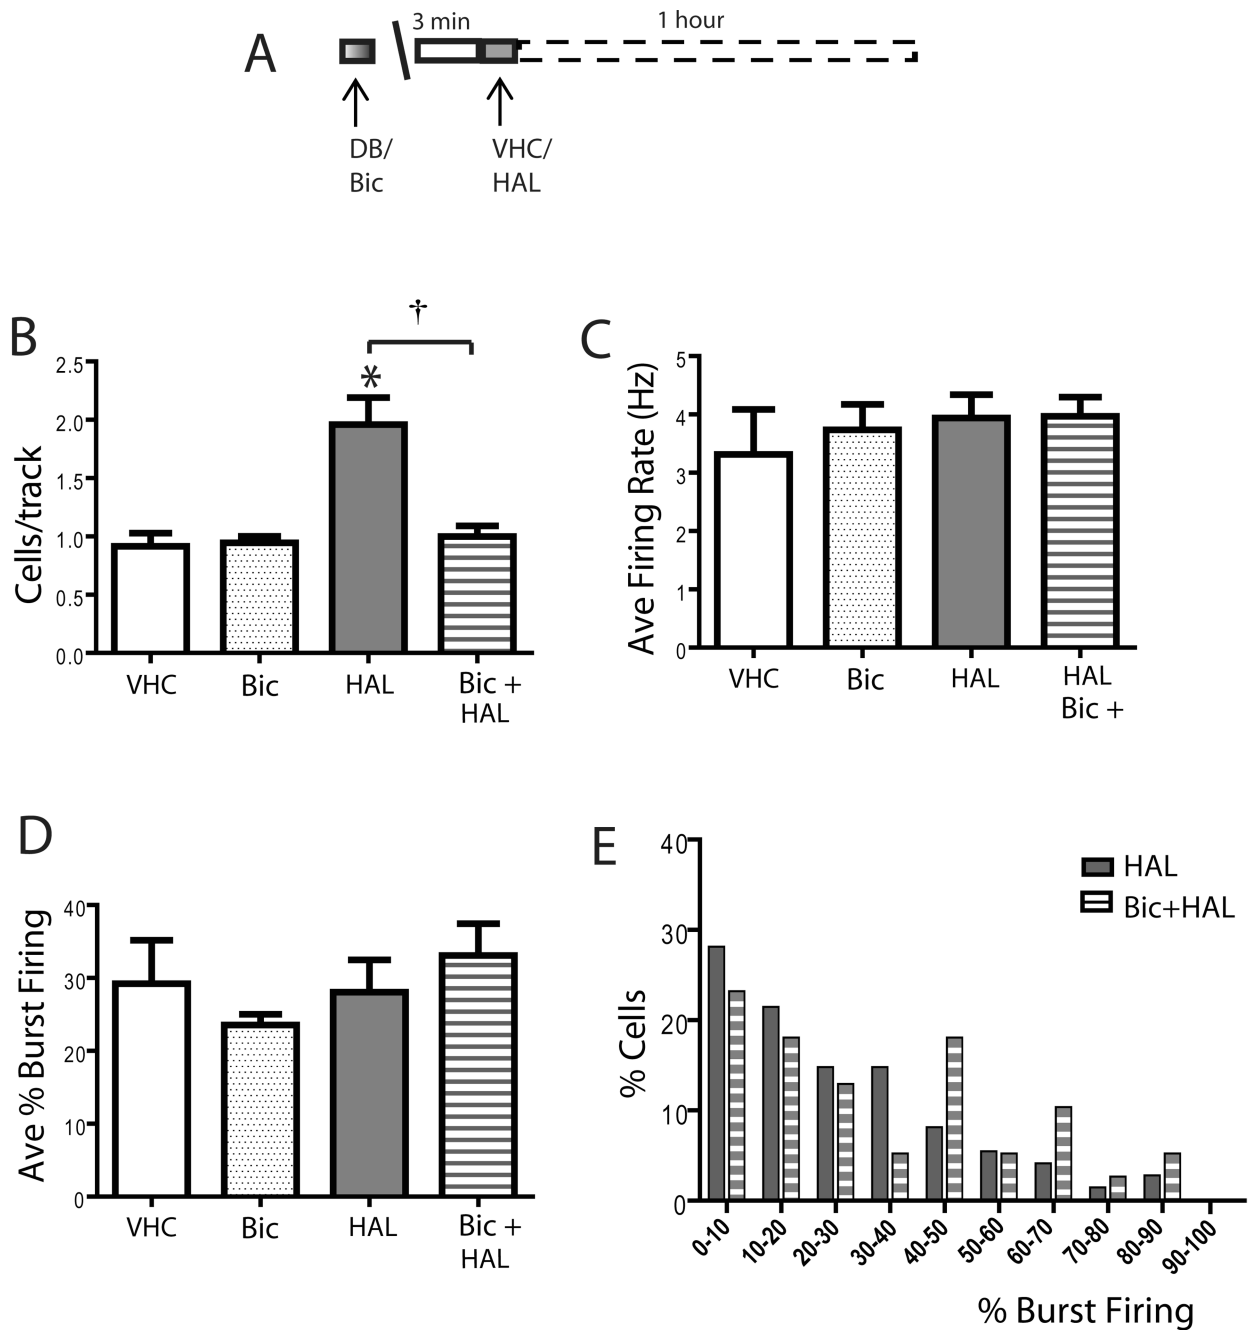 A
3 min
1 hour
DB/
Bic
VHC/
HAL
B
†
*
2.5
2.0
1.5
1.0
0.5
0.0
Cells/track
VHC
Bic
HAL
Bic +
HAL
C
5
4
3
2
1
0
Ave Firing Rate (Hz)
VHC
Bic
HAL
HAL
Bic +
D
40
30
20
10
0
Ave % Burst Firing
VHC
Bic
HAL
Bic +
HAL
E
40
30
20
10
0
% Cells
HAL
Bic+HAL
0-10
10-20
20-30
30-40
40-50
50-60
60-70
70-80
80-90
90-100
% Burst Firing